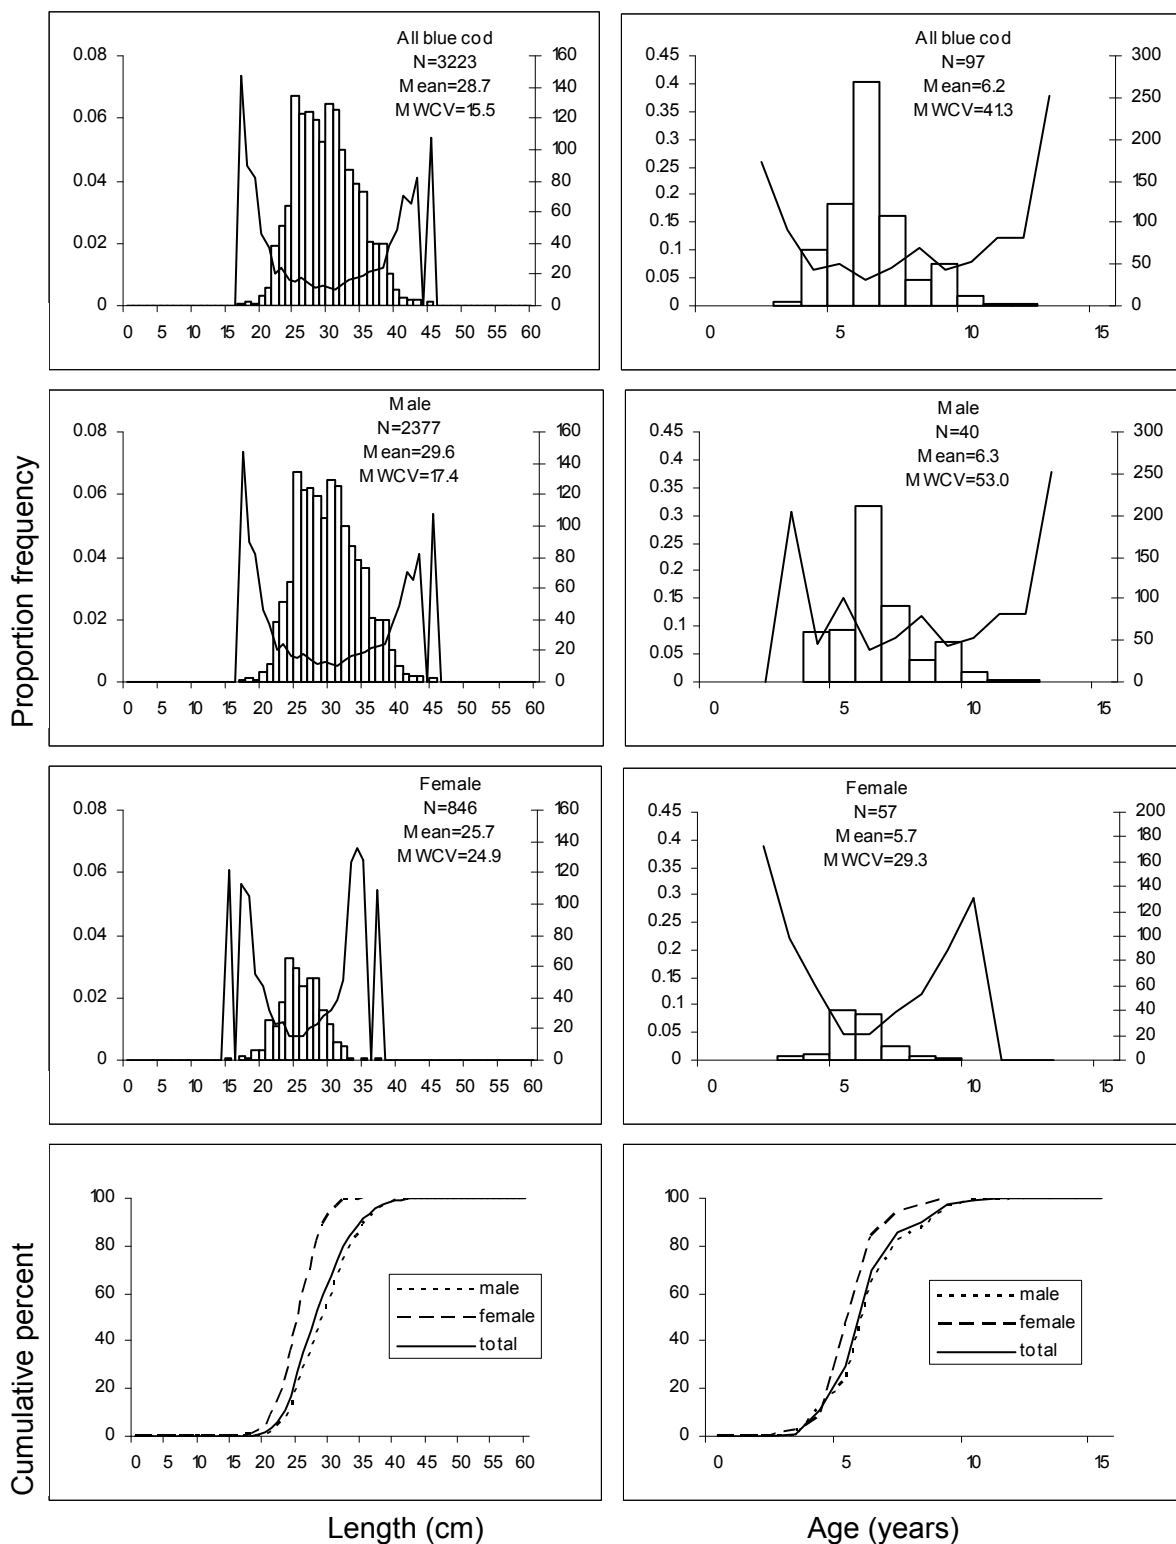 All blue cod
N=3223
Mean=28.7
MWCV=15.5
0.08
0.06
0.04
0.02
0
160
140
120
100
80
60
40
20
0
0 5 10 15 20 25 30 35 40 45 50 55 60
All blue cod
N=97
Mean=6.2
MWCV=41.3
0.45
0.4
0.35
0.3
0.25
0.2
0.15
0.1
0.05
0
300
250
200
150
100
50
0
0 5 10 15
Proportion frequency
Male
N=2377
Mean=29.6
MWCV=17.4
0.08
0.06
0.04
0.02
0
160
140
120
100
80
60
40
20
0
0 5 10 15 20 25 30 35 40 45 50 55 60
Male
N=40
Mean=6.3
MWCV=53.0
0.45
0.4
0.35
0.3
0.25
0.2
0.15
0.1
0.05
0
300
250
200
150
100
50
0
0 5 10 15
Female
N=846
Mean=25.7
MWCV=24.9
0.08
0.06
0.04
0.02
0
160
140
120
100
80
60
40
20
0
0 5 10 15 20 25 30 35 40 45 50 55 60
Female
N=57
Mean=5.7
MWCV=29.3
0.45
0.4
0.35
0.3
0.25
0.2
0.15
0.1
0.05
0
200
180
160
140
120
100
80
60
40
20
0
0 5 10 15
Cumulative percent
100
80
60
40
20
0
male
female
total
0 5 10 15 20 25 30 35 40 45 50 55 60
100
80
60
40
20
0
male
female
total
0 5 10 15
Length (cm)
Age (years)